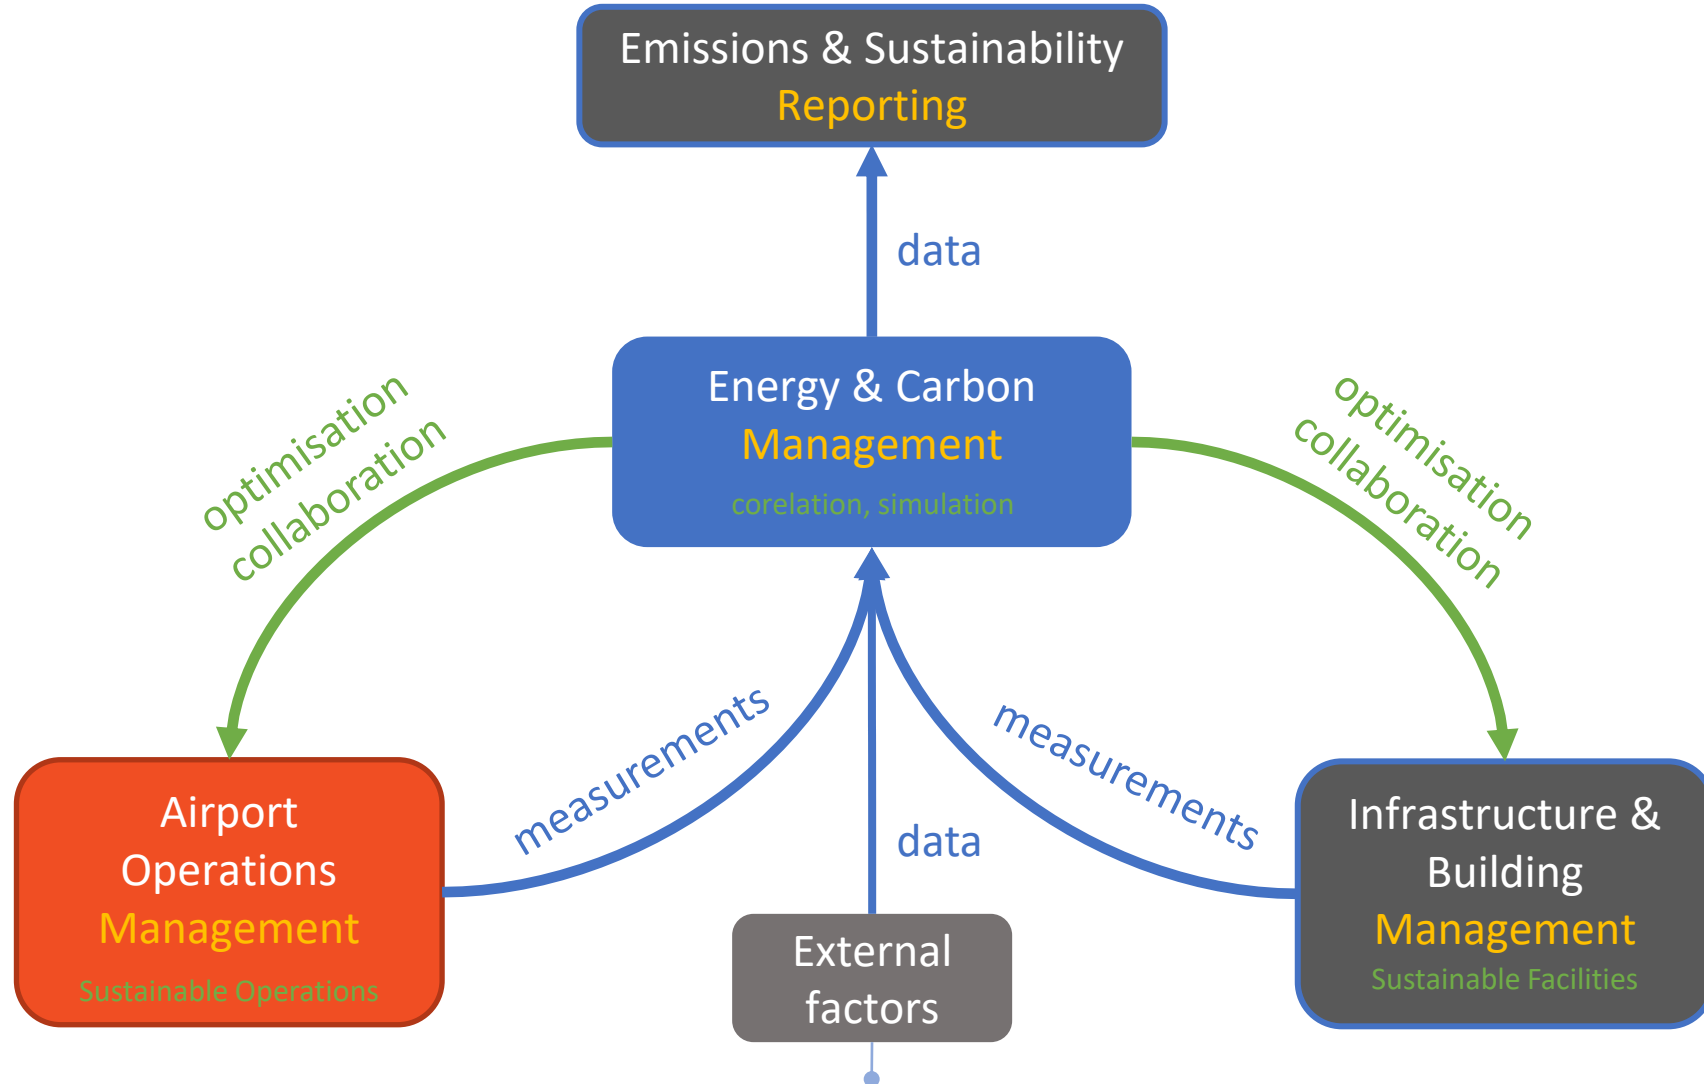 Emissions & Sustainability
Reporting
data
Energy & Carbon
Management
corelation, simulation
optimisation
collaboration
optimisation
collaboration
measurements
measurements
data
Airport
Operations
Management
Sustainable Operations
External
factors
Infrastructure &
Building
Management
Sustainable Facilities